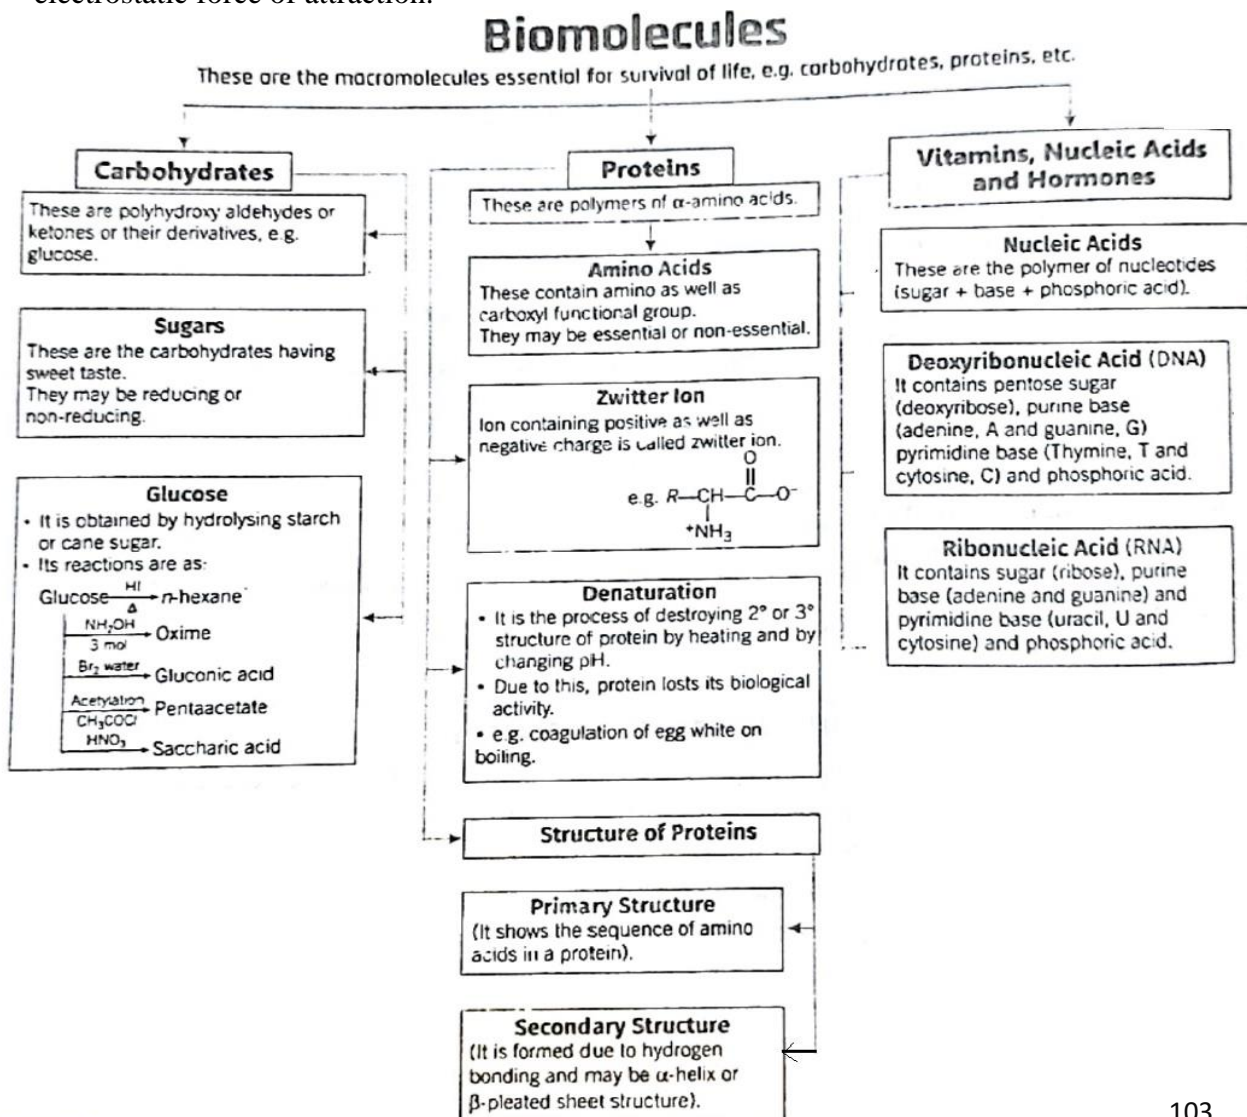 electrostatic force of attraction.
Biomolecules
These are the macromolecules essential for survival of life, e.g. carbohydrates, proteins, etc.
Carbohydrates
These are polyhydroxy aldehydes or
ketones or their derivatives, e.g.
glucose.
Sugars
These are the carbohydrates having
sweet taste.
They may be reducing or
non-reducing.
Glucose
• It is obtained by hydrolysing starch
or cane sugar.
• Its reactions are as:
Glucose —HI/Δ→ n-hexane
NH₂OH / 3 mol → Oxime
Br₂ water → Gluconic acid
Acetylation / CH₃COCl → Pentaacetate
HNO₃ → Saccharic acid
Proteins
These are polymers of α-amino acids.
Amino Acids
These contain amino as well as
carboxyl functional group.
They may be essential or non-essential.
Zwitter Ion
Ion containing positive as well as
negative charge is called zwitter ion.
O
e.g. R—CH—C—O⁻
⁺NH₃
Denaturation
• It is the process of destroying 2° or 3°
structure of protein by heating and by
changing pH.
• Due to this, protein losts its biological
activity.
• e.g. coagulation of egg white on
boiling.
Structure of Proteins
Primary Structure
(It shows the sequence of amino
acids in a protein).
Secondary Structure
(It is formed due to hydrogen
bonding and may be α-helix or
β-pleated sheet structure).
Vitamins, Nucleic Acids
and Hormones
Nucleic Acids
These are the polymer of nucleotides
(sugar + base + phosphoric acid).
Deoxyribonucleic Acid (DNA)
It contains pentose sugar
(deoxyribose), purine base
(adenine, A and guanine, G)
pyrimidine base (Thymine, T and
cytosine, C) and phosphoric acid.
Ribonucleic Acid (RNA)
It contains sugar (ribose), purine
base (adenine and guanine) and
pyrimidine base (uracil, U and
cytosine) and phosphoric acid.
103